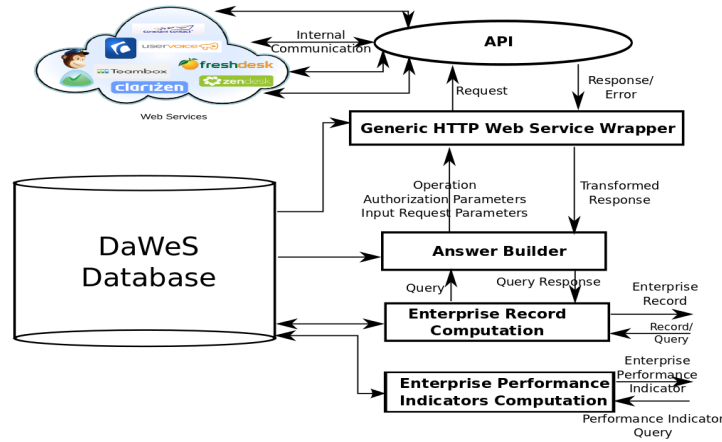 Constant Contact
uservoice
freshdesk
Teambox
zendesk
clarizen
Web Services
Internal
Communication
API
Request
Response/
Error
Generic HTTP Web Service Wrapper
Operation
Authorization Parameters
Input Request Parameters
Transformed
Response
DaWeS
Database
Answer Builder
Query
Query Response
Enterprise Record
Computation
Enterprise
Record
Record/
Query
Enterprise Performance
Indicators Computation
Enterprise
Performance
Indicator
Performance Indicator
Query